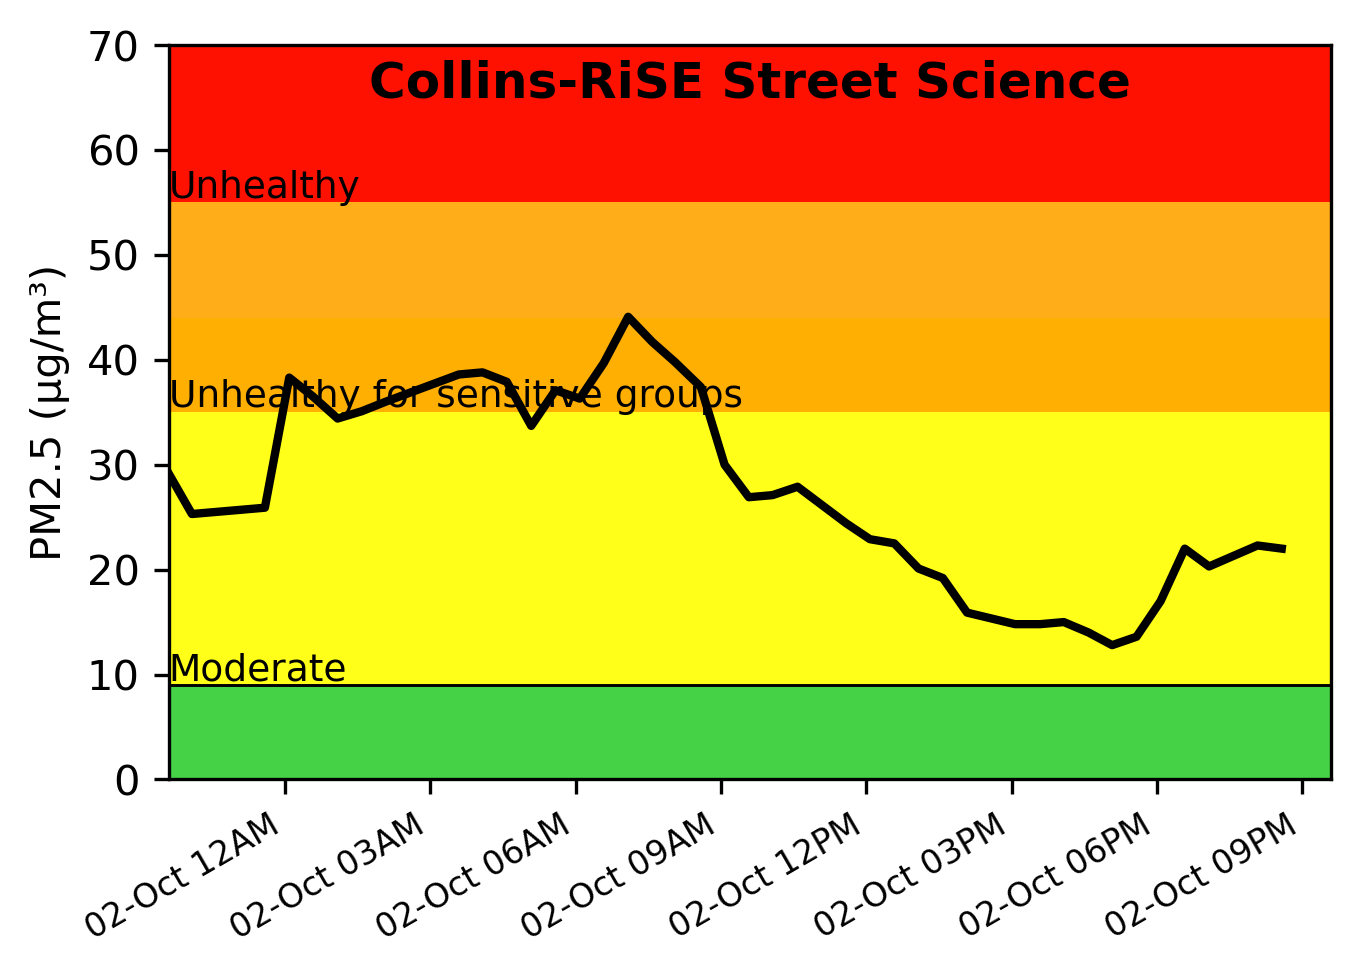 Collins-RiSE Street Science
70
60
50
40
30
20
10
0
PM2.5 (µg/m³)
Unhealthy
Unhealthy for sensitive groups
Moderate
02-Oct 12AM
02-Oct 03AM
02-Oct 06AM
02-Oct 09AM
02-Oct 12PM
02-Oct 03PM
02-Oct 06PM
02-Oct 09PM